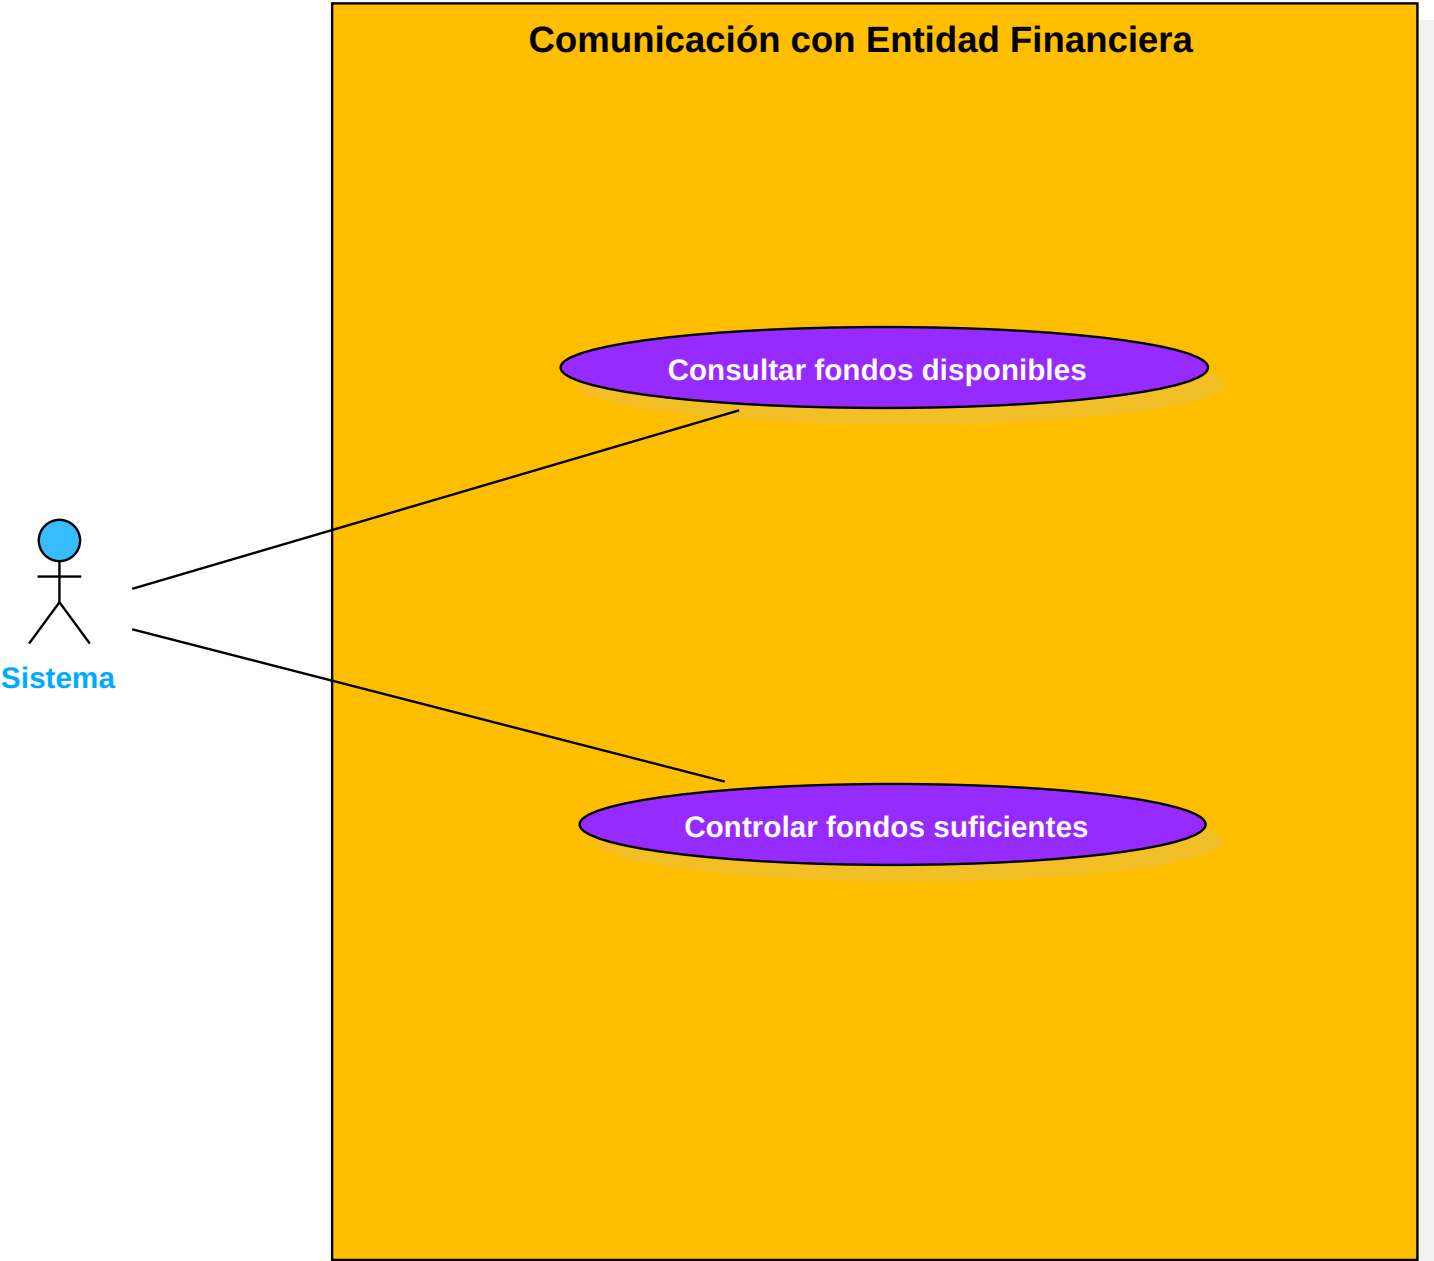 Comunicación con Entidad Financiera
Consultar fondos disponibles
Sistema
Controlar fondos suficientes